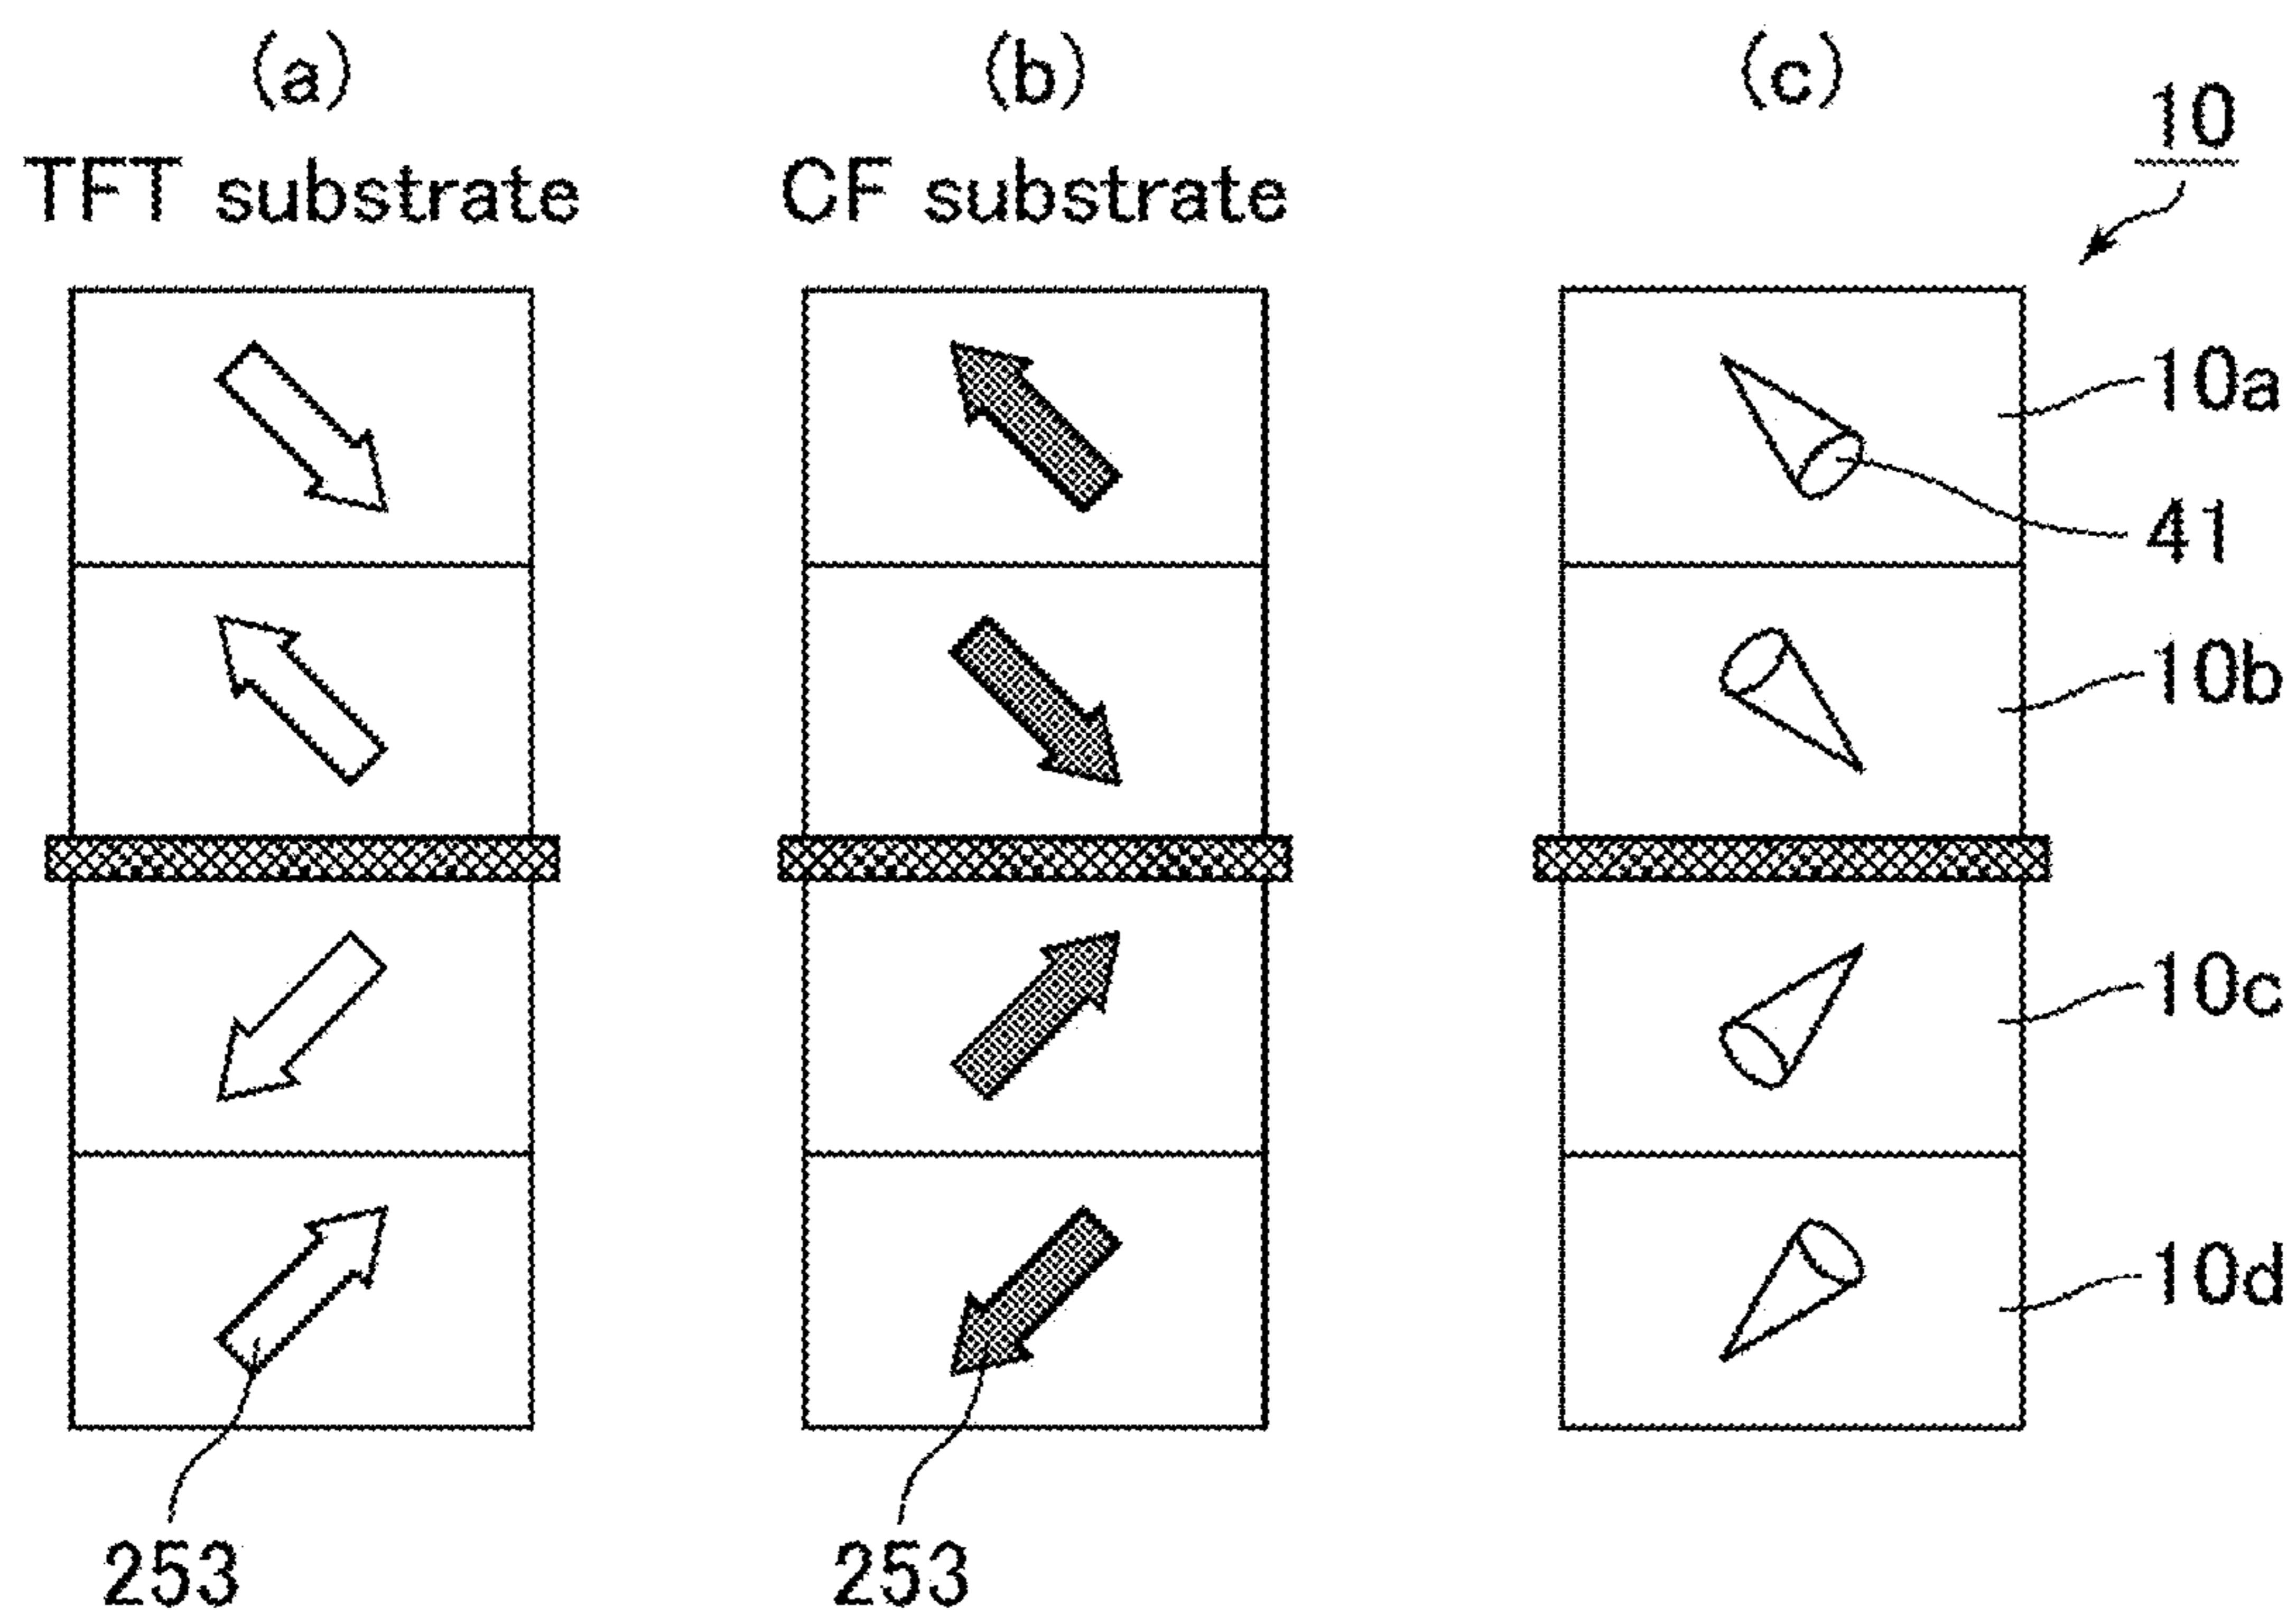 (a) (b) (c)
10
TFT substrate CF substrate
10a
41
10b
10c
10d
253 253